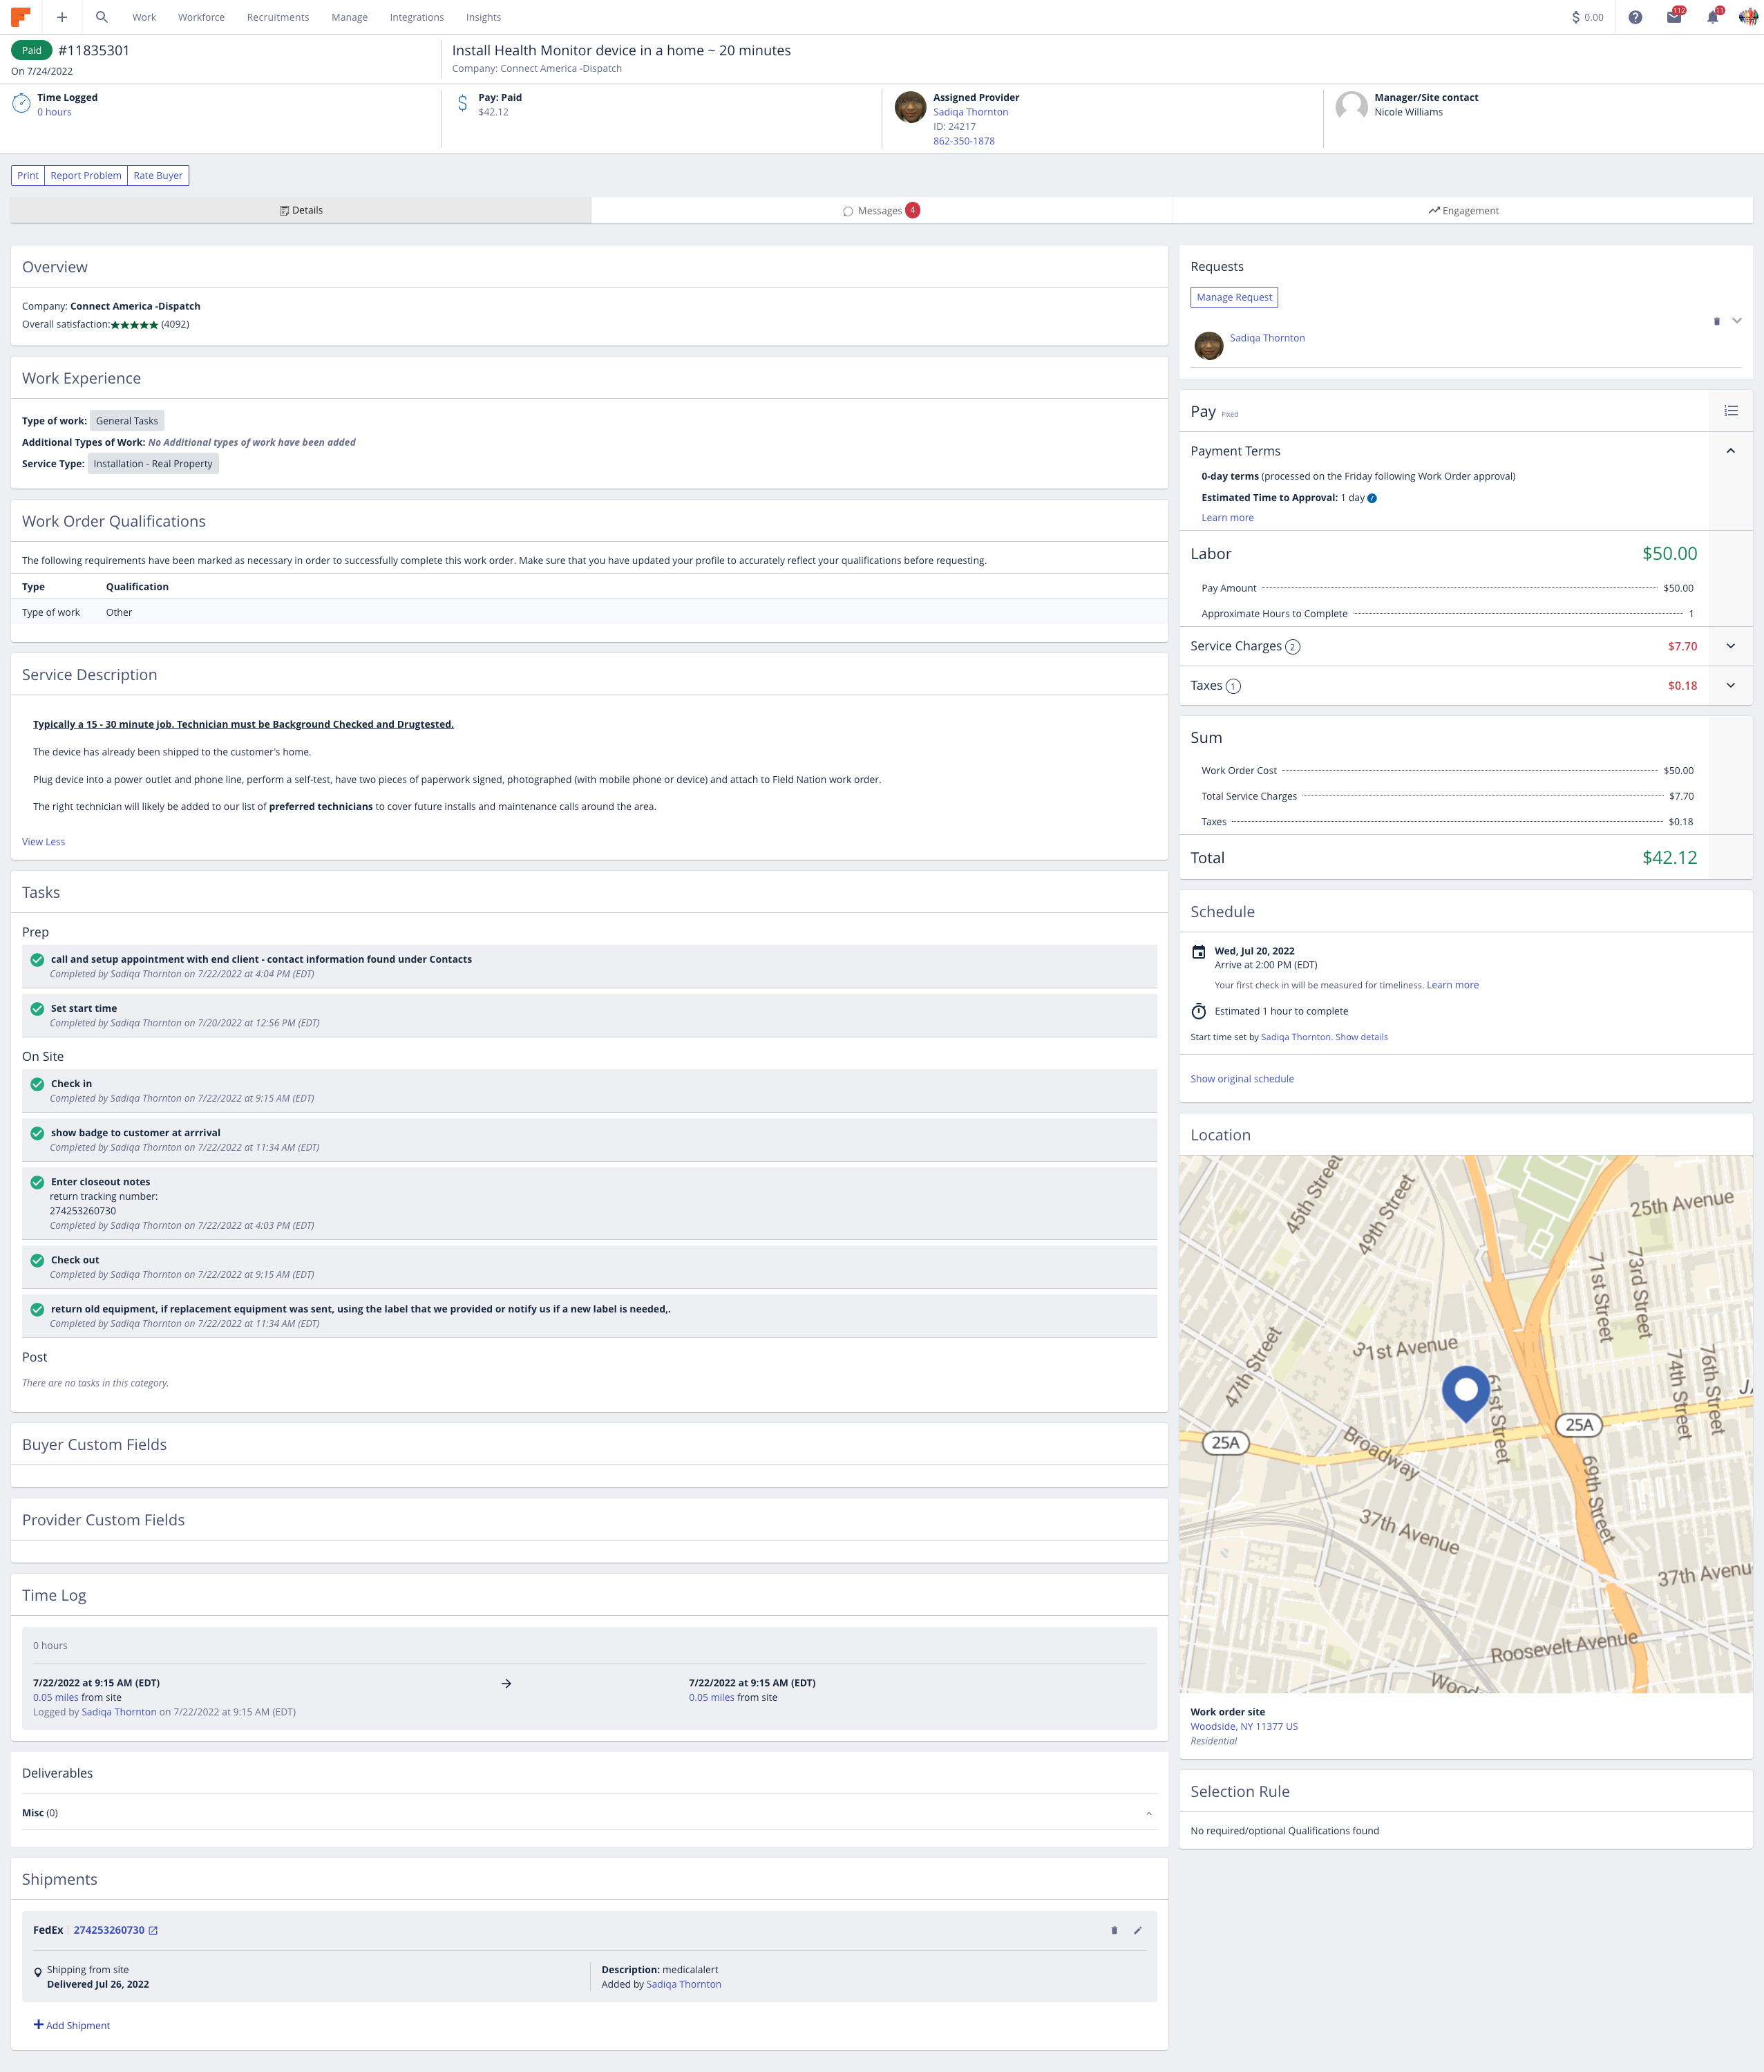 Work
Workforce
Recruitments
Manage
Integrations
Insights
$ 0.00
112
11
Paid #11835301
On 7/24/2022
Install Health Monitor device in a home ~ 20 minutes
Company: Connect America -Dispatch
Time Logged
0 hours
Pay: Paid
$42.12
Assigned Provider
Sadiqa Thornton
ID: 24217
862-350-1878
Manager/Site contact
Nicole Williams
Print
Report Problem
Rate Buyer
Details
Messages 4
Engagement
Overview
Company: Connect America -Dispatch
Overall satisfaction:★★★★★ (4092)
Work Experience
Type of work: General Tasks
Additional Types of Work: No Additional types of work have been added
Service Type: Installation - Real Property
Work Order Qualifications
The following requirements have been marked as necessary in order to successfully complete this work order. Make sure that you have updated your profile to accurately reflect your qualifications before requesting.
Type Qualification
Type of work Other
Service Description
Typically a 15 - 30 minute job. Technician must be Background Checked and Drugtested.
The device has already been shipped to the customer's home.
Plug device into a power outlet and phone line, perform a self-test, have two pieces of paperwork signed, photographed (with mobile phone or device) and attach to Field Nation work order.
The right technician will likely be added to our list of preferred technicians to cover future installs and maintenance calls around the area.
View Less
Tasks
Prep
call and setup appointment with end client - contact information found under Contacts
Completed by Sadiqa Thornton on 7/22/2022 at 4:04 PM (EDT)
Set start time
Completed by Sadiqa Thornton on 7/20/2022 at 12:56 PM (EDT)
On Site
Check in
Completed by Sadiqa Thornton on 7/22/2022 at 9:15 AM (EDT)
show badge to customer at arrrival
Completed by Sadiqa Thornton on 7/22/2022 at 11:34 AM (EDT)
Enter closeout notes
return tracking number:
274253260730
Completed by Sadiqa Thornton on 7/22/2022 at 4:03 PM (EDT)
Check out
Completed by Sadiqa Thornton on 7/22/2022 at 9:15 AM (EDT)
return old equipment, if replacement equipment was sent, using the label that we provided or notify us if a new label is needed,.
Completed by Sadiqa Thornton on 7/22/2022 at 11:34 AM (EDT)
Post
There are no tasks in this category.
Buyer Custom Fields
Provider Custom Fields
Time Log
0 hours
7/22/2022 at 9:15 AM (EDT) → 7/22/2022 at 9:15 AM (EDT)
0.05 miles from site 0.05 miles from site
Logged by Sadiqa Thornton on 7/22/2022 at 9:15 AM (EDT)
Deliverables
Misc (0)
Shipments
FedEx 274253260730
Shipping from site
Delivered Jul 26, 2022
Description: medicalalert
Added by Sadiqa Thornton
+ Add Shipment
Requests
Manage Request
Sadiqa Thornton
Pay Fixed
Payment Terms
0-day terms (processed on the Friday following Work Order approval)
Estimated Time to Approval: 1 day
Learn more
Labor $50.00
Pay Amount $50.00
Approximate Hours to Complete 1
Service Charges 2 $7.70
Taxes 1 $0.18
Sum
Work Order Cost $50.00
Total Service Charges $7.70
Taxes $0.18
Total $42.12
Schedule
Wed, Jul 20, 2022
Arrive at 2:00 PM (EDT)
Your first check in will be measured for timeliness. Learn more
Estimated 1 hour to complete
Start time set by Sadiqa Thornton. Show details
Show original schedule
Location
45th Street
49th Street
25th Avenue
71st Street
73rd Street
47th Street
31st Avenue
61st Street
74th Street
76th Street
25A
25A
Broadway
69th Street
37th Avenue
37th Avenu
Roosevelt Avenue
Wood
Work order site
Woodside, NY 11377 US
Residential
Selection Rule
No required/optional Qualifications found